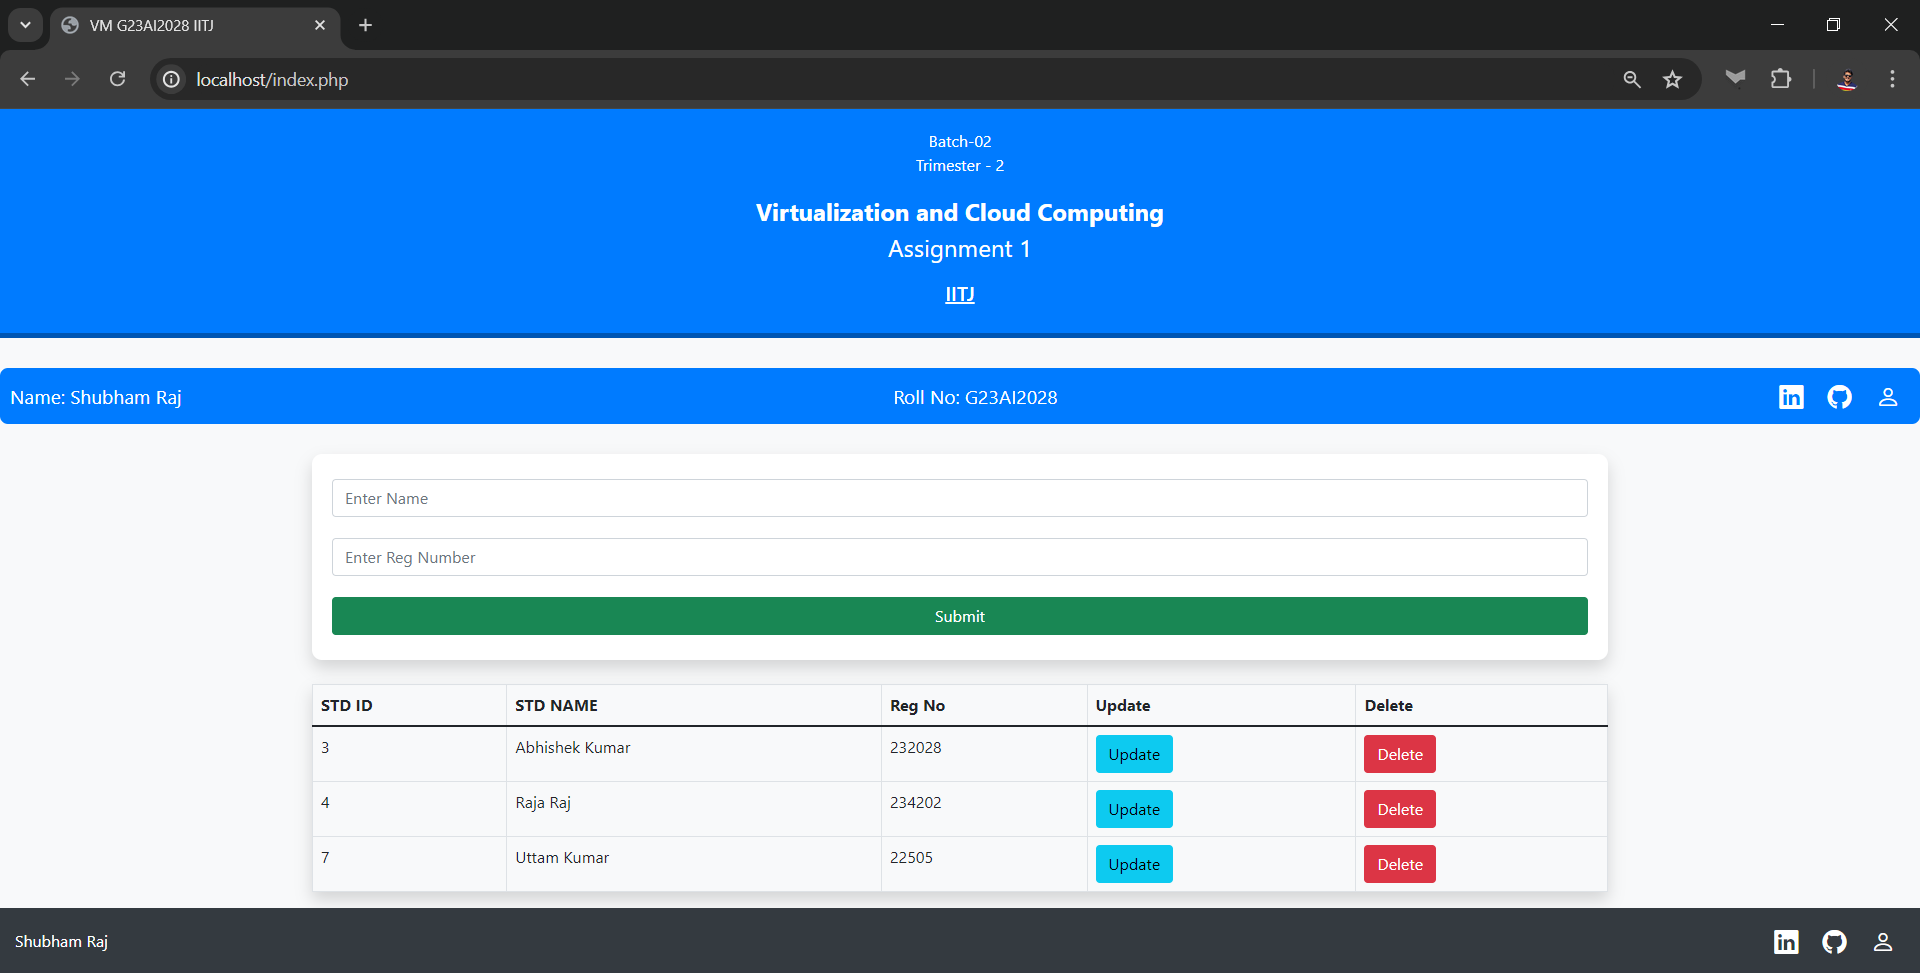 VM G23AI2028 IITJ
localhost/index.php
Batch-02
Trimester - 2
Virtualization and Cloud Computing
Assignment 1
IITJ
Name: Shubham Raj Roll No: G23AI2028 in
Enter Name
Enter Reg Number
Submit
STD ID STD NAME Reg No Update Delete
3 Abhishek Kumar 232028 Update Delete
4 Raja Raj 234202 Update Delete
7 Uttam Kumar 22505 Update Delete
Shubham Raj in